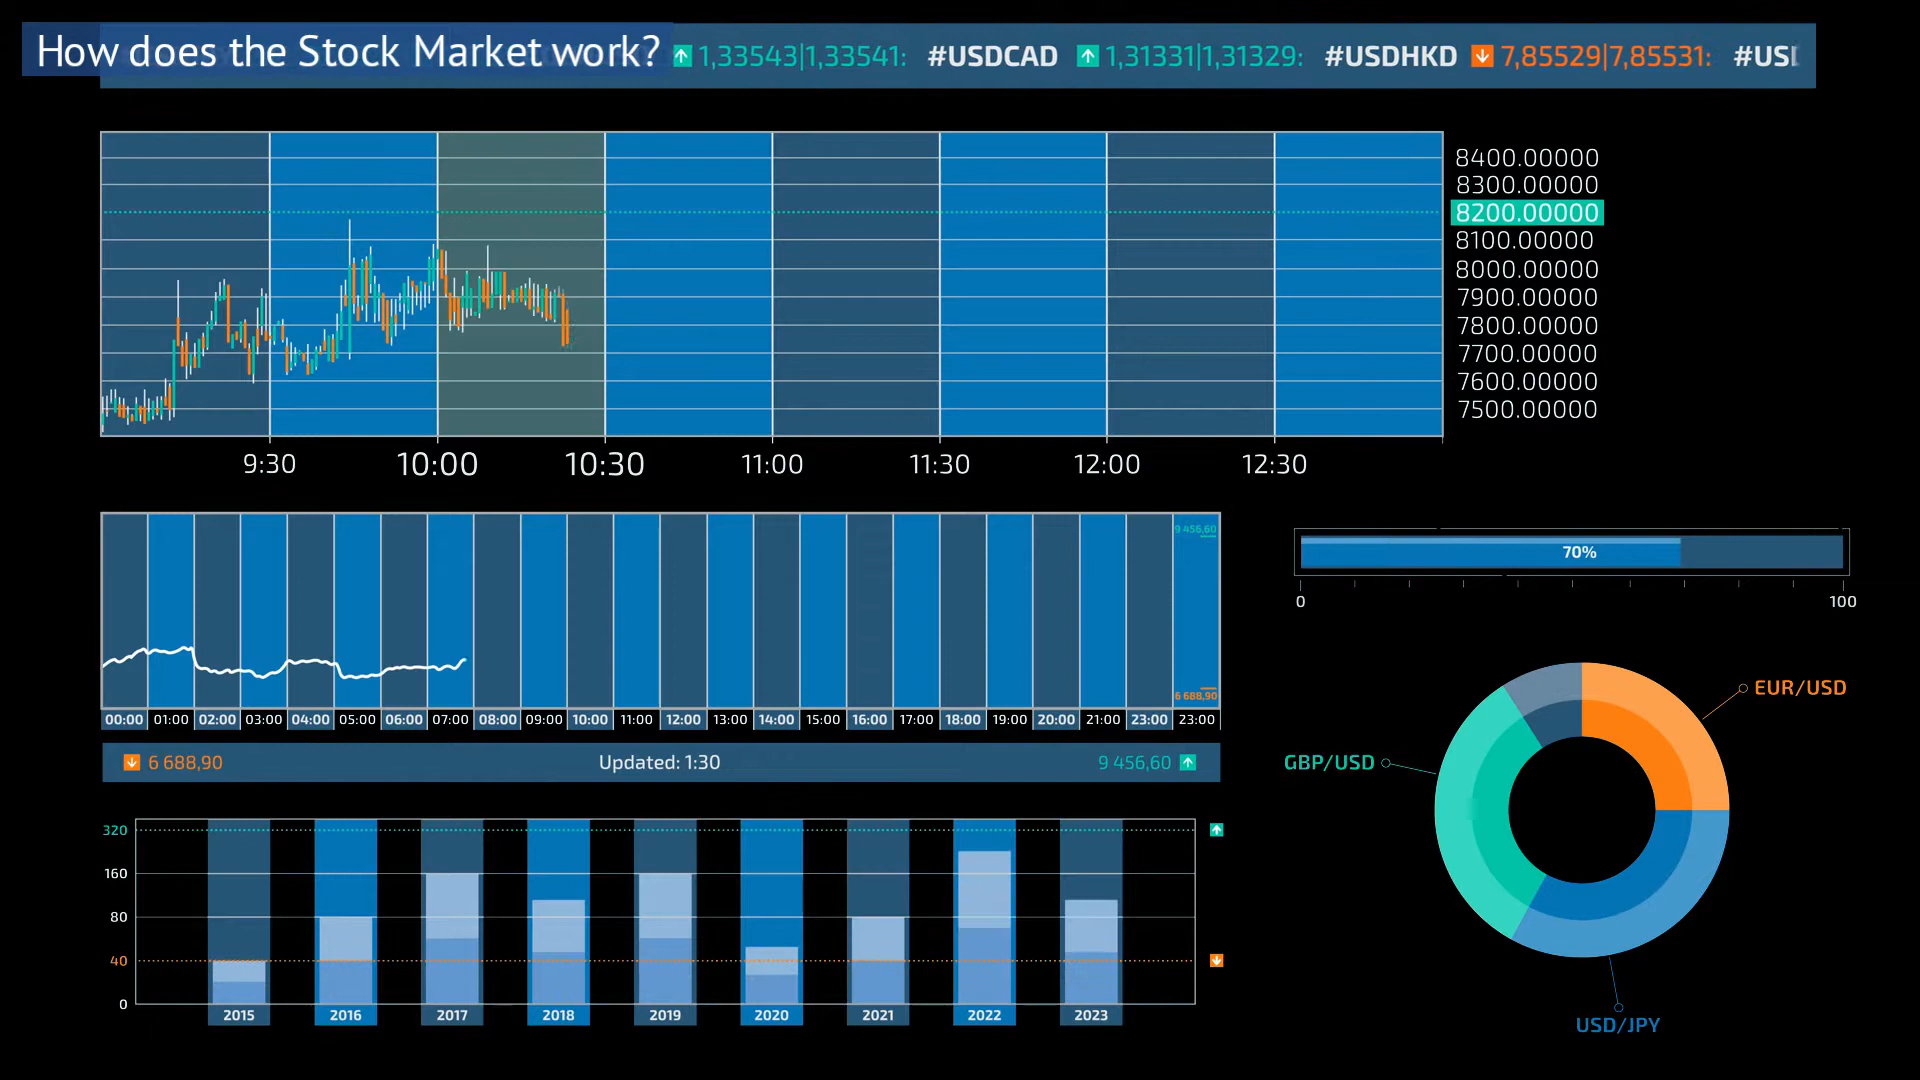 How does the Stock Market work?
1,33543|1,33541: #USDCAD 1,31331|1,31329: #USDHKD 7,85529|7,85531: #USD
8400.00000
8300.00000
8200.00000
8100.00000
8000.00000
7900.00000
7800.00000
7700.00000
7600.00000
7500.00000
9:30 10:00 10:30 11:00 11:30 12:00 12:30
9 456,60
6 688,90
00:00 01:00 02:00 03:00 04:00 05:00 06:00 07:00 08:00 09:00 10:00 11:00 12:00 13:00 14:00 15:00 16:00 17:00 18:00 19:00 20:00 21:00 23:00 23:00
6 688,90 Updated: 1:30 9 456,60
320
160
80
40
0
2015 2016 2017 2018 2019 2020 2021 2022 2023
70%
0 100
EUR/USD
GBP/USD
USD/JPY